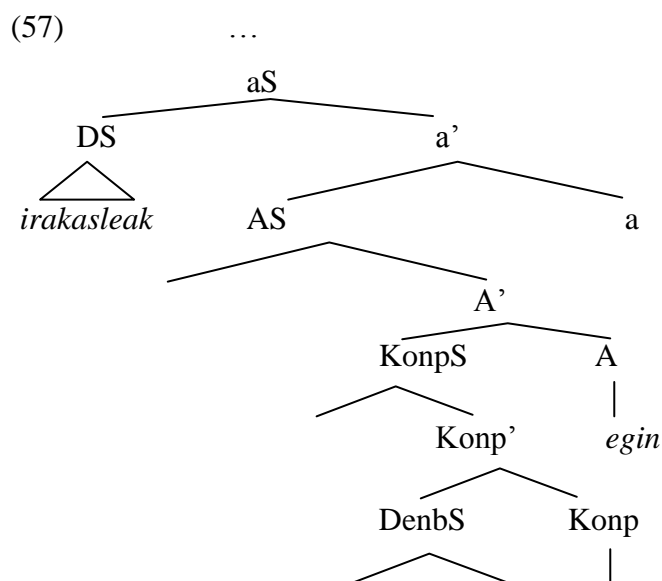 (57) …
aS
DS a’
irakasleak AS a
A’
KonpS A
Konp’ egin
DenbS Konp